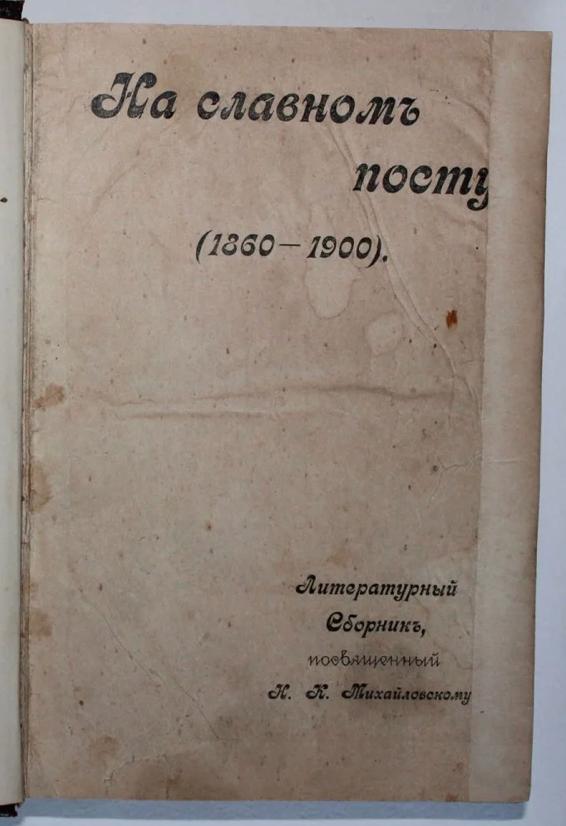 На славномъ
посту
(1860—1900).
Литературный
Сборникъ,
посвященный
Н. К. Михайловскому